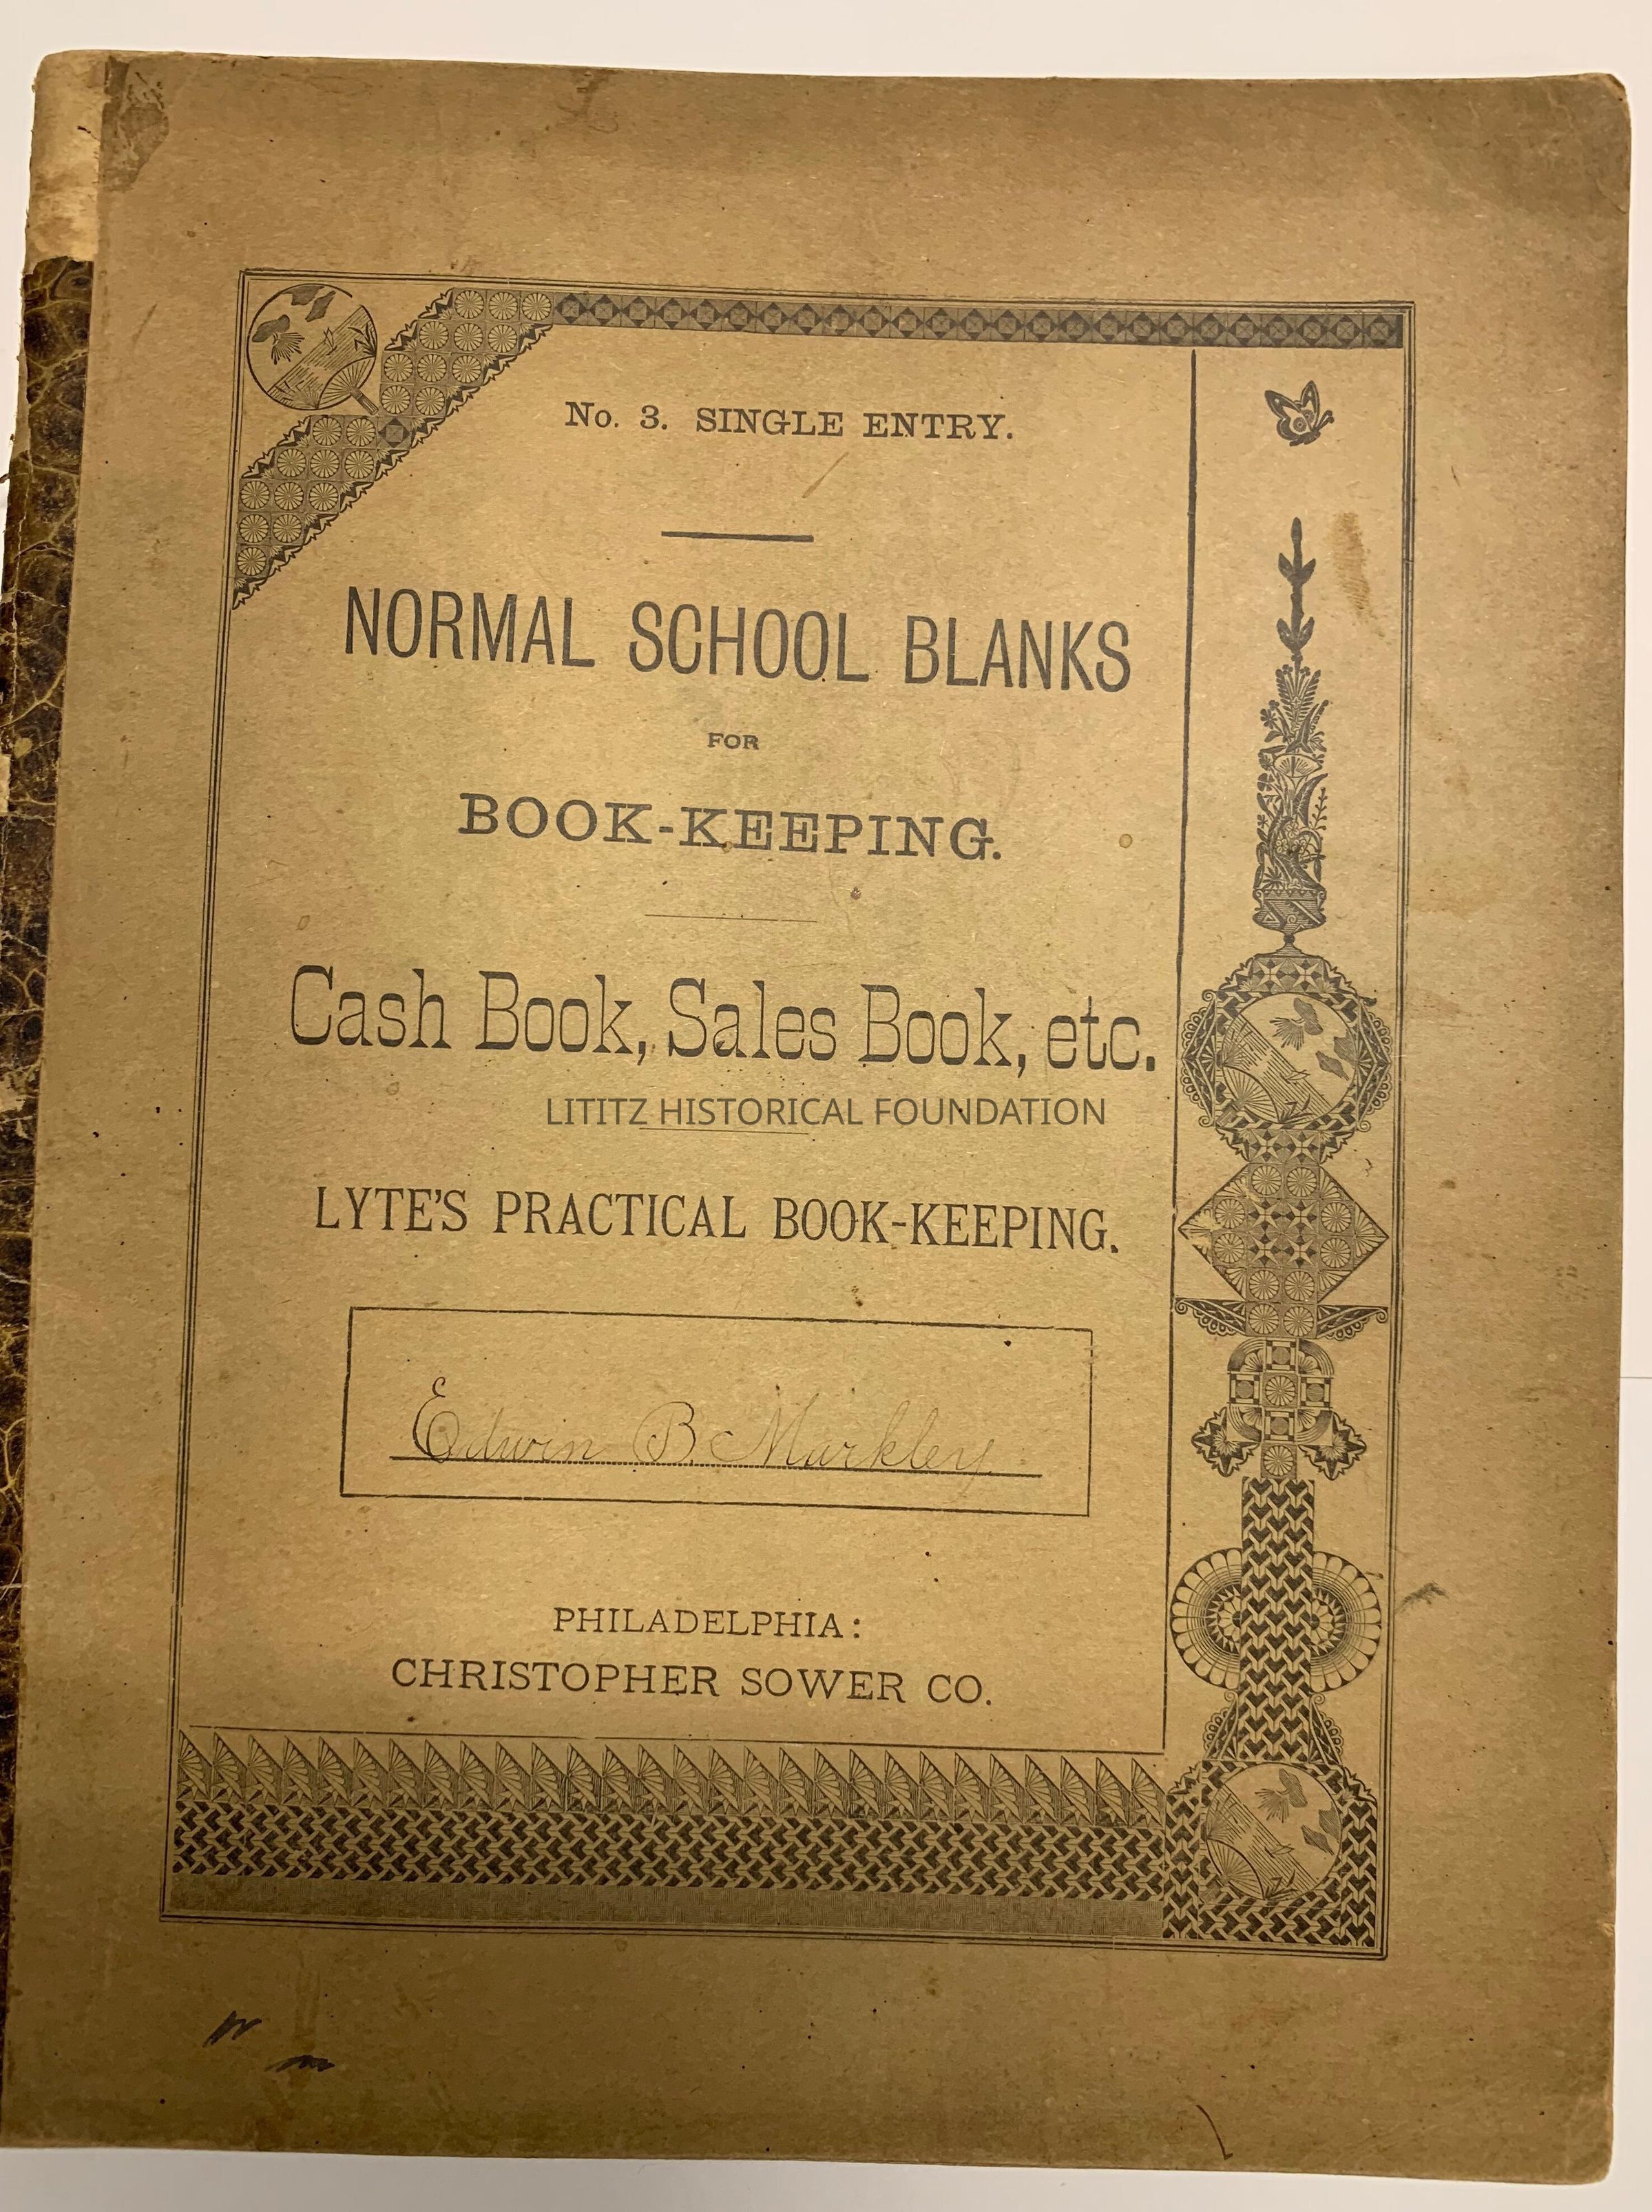 No. 3. SINGLE ENTRY.
NORMAL SCHOOL BLANKS
FOR
BOOK-KEEPING.
Cash Book, Sales Book, etc.
LITITZ HISTORICAL FOUNDATION
LYTE'S PRACTICAL BOOK-KEEPING.
Edwin B. Markley
PHILADELPHIA:
CHRISTOPHER SOWER CO.